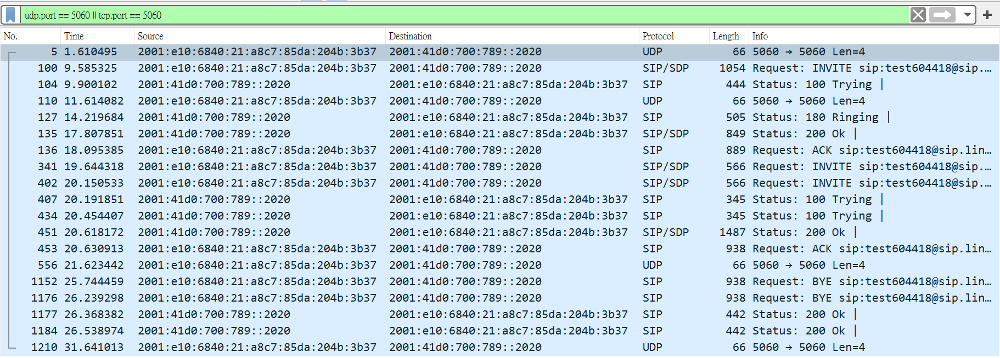 udp.port == 5060 || tcp.port == 5060
No. Time Source Destination Protocol Length Info
5 1.610495 2001:e10:6840:21:a8c7:85da:204b:3b37 2001:41d0:700:789::2020 UDP 66 5060 → 5060 Len=4
100 9.585325 2001:e10:6840:21:a8c7:85da:204b:3b37 2001:41d0:700:789::2020 SIP/SDP 1054 Request: INVITE sip:test604418@sip.…
104 9.900102 2001:41d0:700:789::2020 2001:e10:6840:21:a8c7:85da:204b:3b37 SIP 444 Status: 100 Trying |
110 11.614082 2001:e10:6840:21:a8c7:85da:204b:3b37 2001:41d0:700:789::2020 UDP 66 5060 → 5060 Len=4
127 14.219684 2001:41d0:700:789::2020 2001:e10:6840:21:a8c7:85da:204b:3b37 SIP 505 Status: 180 Ringing |
135 17.807851 2001:41d0:700:789::2020 2001:e10:6840:21:a8c7:85da:204b:3b37 SIP/SDP 849 Status: 200 Ok |
136 18.095385 2001:e10:6840:21:a8c7:85da:204b:3b37 2001:41d0:700:789::2020 SIP 889 Request: ACK sip:test604418@sip.lin…
341 19.644318 2001:e10:6840:21:a8c7:85da:204b:3b37 2001:41d0:700:789::2020 SIP/SDP 566 Request: INVITE sip:test604418@sip.…
402 20.150533 2001:e10:6840:21:a8c7:85da:204b:3b37 2001:41d0:700:789::2020 SIP/SDP 566 Request: INVITE sip:test604418@sip.…
407 20.191851 2001:41d0:700:789::2020 2001:e10:6840:21:a8c7:85da:204b:3b37 SIP 345 Status: 100 Trying |
434 20.454407 2001:41d0:700:789::2020 2001:e10:6840:21:a8c7:85da:204b:3b37 SIP 345 Status: 100 Trying |
451 20.618172 2001:41d0:700:789::2020 2001:e10:6840:21:a8c7:85da:204b:3b37 SIP/SDP 1487 Status: 200 Ok |
453 20.630913 2001:e10:6840:21:a8c7:85da:204b:3b37 2001:41d0:700:789::2020 SIP 938 Request: ACK sip:test604418@sip.lin…
556 21.623442 2001:e10:6840:21:a8c7:85da:204b:3b37 2001:41d0:700:789::2020 UDP 66 5060 → 5060 Len=4
1152 25.744459 2001:e10:6840:21:a8c7:85da:204b:3b37 2001:41d0:700:789::2020 SIP 938 Request: BYE sip:test604418@sip.lin…
1176 26.239298 2001:e10:6840:21:a8c7:85da:204b:3b37 2001:41d0:700:789::2020 SIP 938 Request: BYE sip:test604418@sip.lin…
1177 26.368382 2001:41d0:700:789::2020 2001:e10:6840:21:a8c7:85da:204b:3b37 SIP 442 Status: 200 Ok |
1184 26.538974 2001:41d0:700:789::2020 2001:e10:6840:21:a8c7:85da:204b:3b37 SIP 442 Status: 200 Ok |
1210 31.641013 2001:e10:6840:21:a8c7:85da:204b:3b37 2001:41d0:700:789::2020 UDP 66 5060 → 5060 Len=4